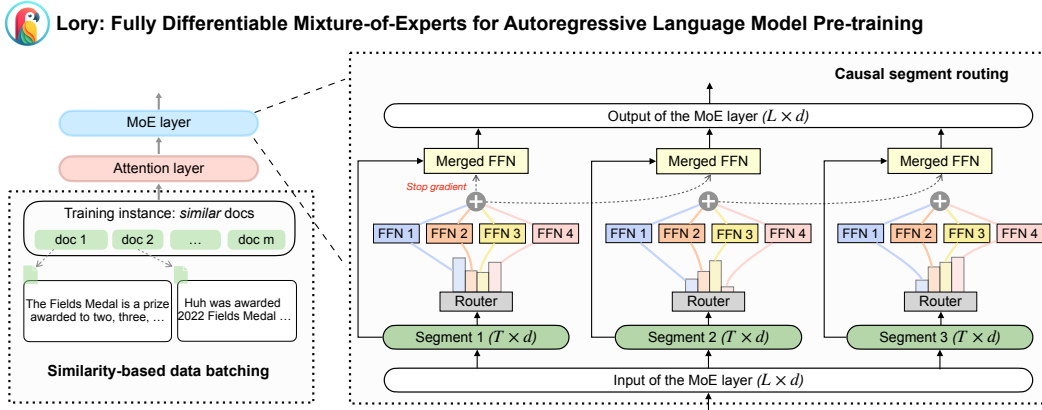 Lory: Fully Differentiable Mixture-of-Experts for Autoregressive Language Model Pre-training
MoE layer
Attention layer
Training instance: similar docs
doc 1 doc 2 ... doc m
The Fields Medal is a prize
awarded to two, three, ...
Huh was awarded
2022 Fields Medal ...
Similarity-based data batching
Causal segment routing
Output of the MoE layer (L × d)
Merged FFN Merged FFN Merged FFN
Stop gradient
FFN 1 FFN 2 FFN 3 FFN 4 FFN 1 FFN 2 FFN 3 FFN 4 FFN 1 FFN 2 FFN 3 FFN 4
Router Router Router
Segment 1 (T × d) Segment 2 (T × d) Segment 3 (T × d)
Input of the MoE layer (L × d)